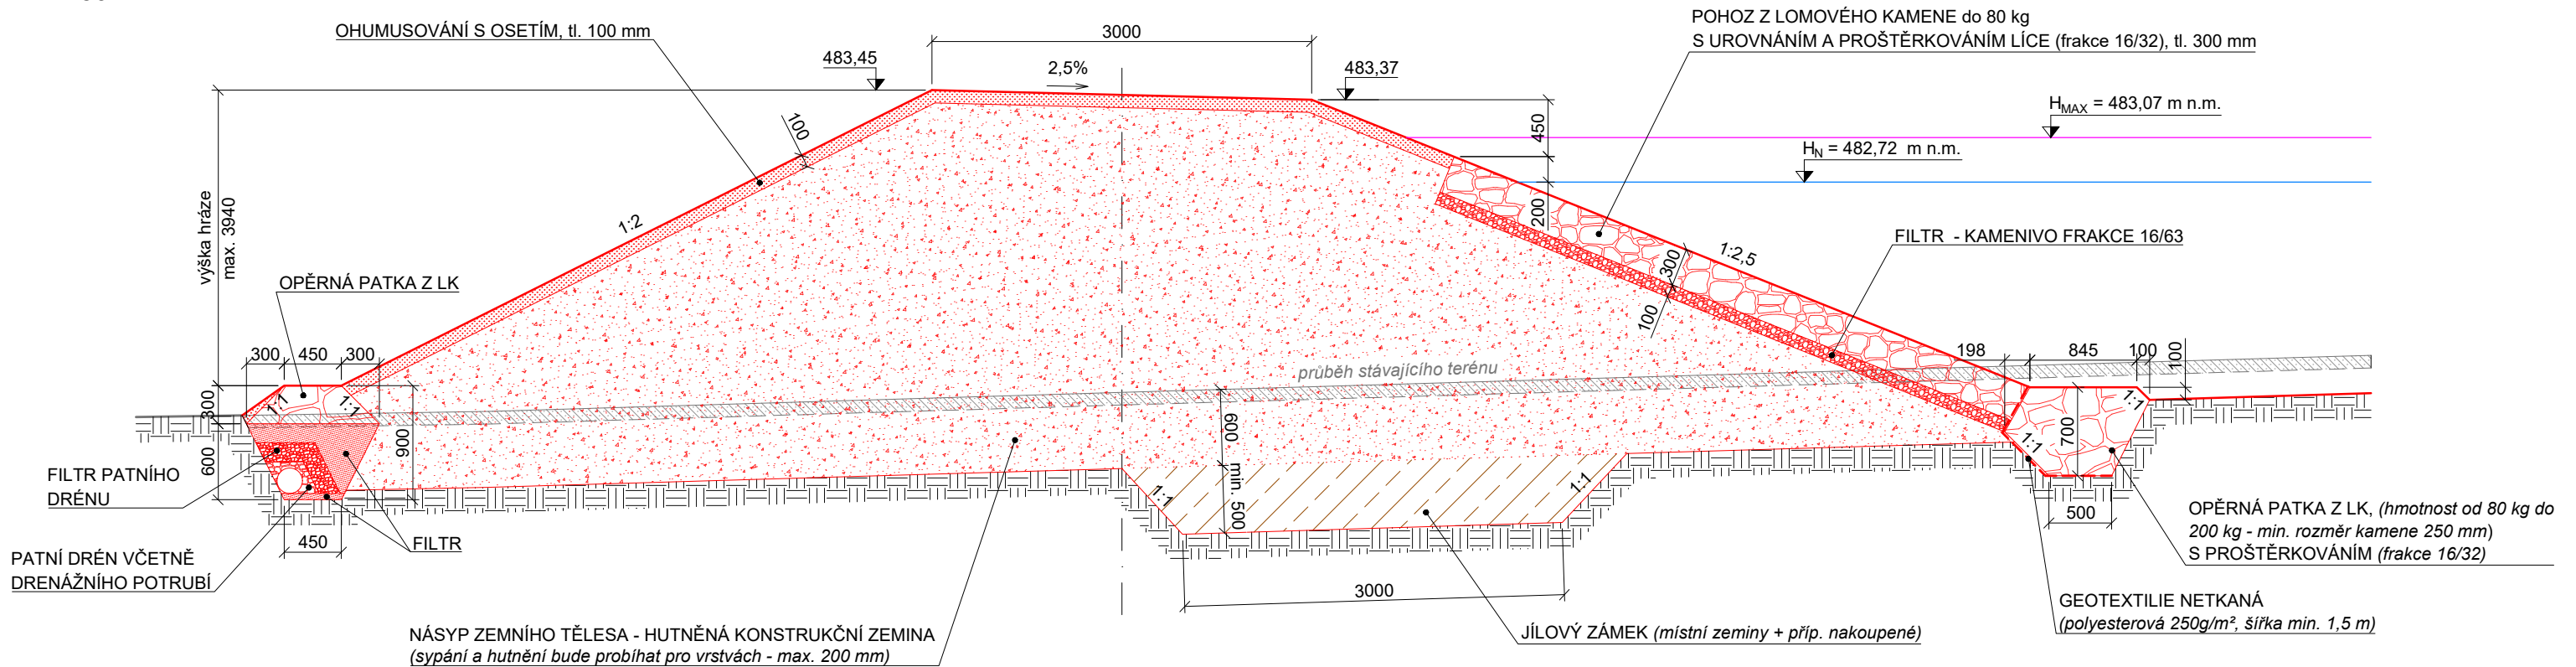 POHOZ Z LOMOVÉHO KAMENE do 80 kg
S UROVNÁNÍM A PROŠTĚRKOVÁNÍM LÍCE (frakce 16/32), tl. 300 mm
OHUMUSOVÁNÍ S OSETÍM, tl. 100 mm
3000
483,45
2,5%
483,37
HMAX = 483,07 m n.m.
450
100
HN = 482,72 m n.m.
200
výška hráze
max. 3940
1:2
FILTR - KAMENIVO FRAKCE 16/63
1:2,5
300
100
OPĚRNÁ PATKA Z LK
300
450
300
198
845
100
100
průběh stávajícího terénu
300
1:1
1:1
600
900
600
min. 500
1:1
1:1
1:1
700
1:1
500
FILTR PATNÍHO
DRÉNU
450
FILTR
PATNÍ DRÉN VČETNĚ
DRENÁŽNÍHO POTRUBÍ
3000
OPĚRNÁ PATKA Z LK, (hmotnost od 80 kg do
200 kg - min. rozměr kamene 250 mm)
S PROŠTĚRKOVÁNÍM (frakce 16/32)
GEOTEXTILIE NETKANÁ
(polyesterová 250g/m², šířka min. 1,5 m)
NÁSYP ZEMNÍHO TĚLESA - HUTNĚNÁ KONSTRUKČNÍ ZEMINA
(sypání a hutnění bude probíhat pro vrstvách - max. 200 mm)
JÍLOVÝ ZÁMEK (místní zeminy + příp. nakoupené)